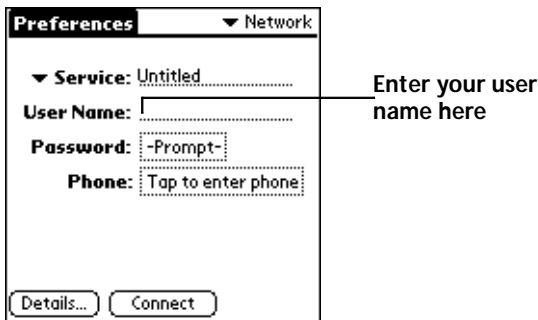 Preferences
Network
Service: Untitled
User Name:
Password: -Prompt-
Phone: Tap to enter phone
Details... Connect
Enter your user
name here